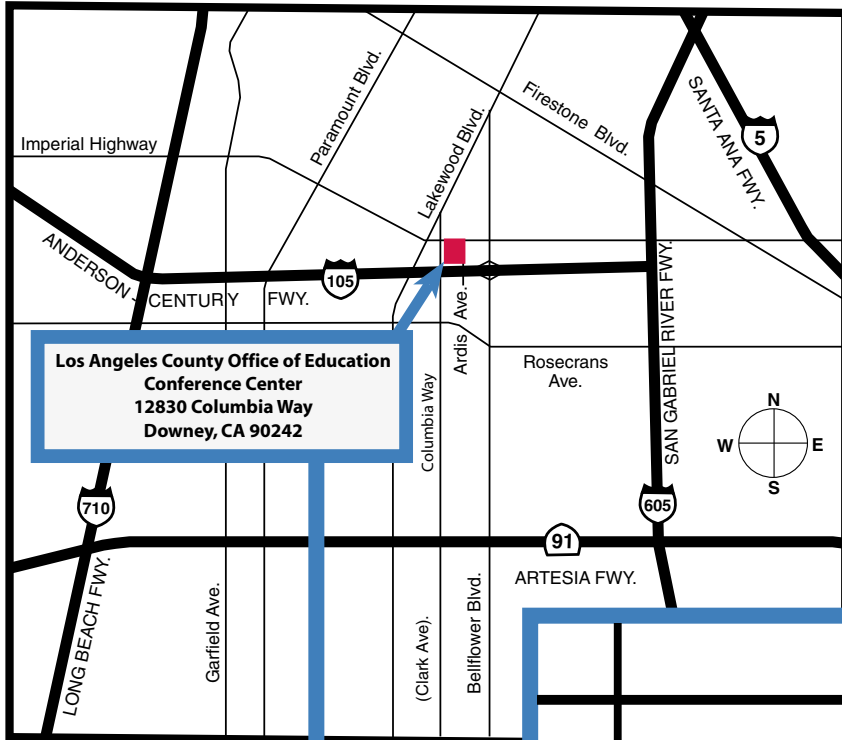 Paramount Blvd.
Lakewood Blvd.
Firestone Blvd.
SANTA ANA FWY.
5
Imperial Highway
ANDERSON - CENTURY FWY.
105
Ardis Ave.
SAN GABRIEL RIVER FWY.
Los Angeles County Office of Education
Conference Center
12830 Columbia Way
Downey, CA 90242
Rosecrans
Ave.
Columbia Way
(Clark Ave).
N
W
E
S
710
605
91
ARTESIA FWY.
LONG BEACH FWY.
Garfield Ave.
Bellflower Blvd.